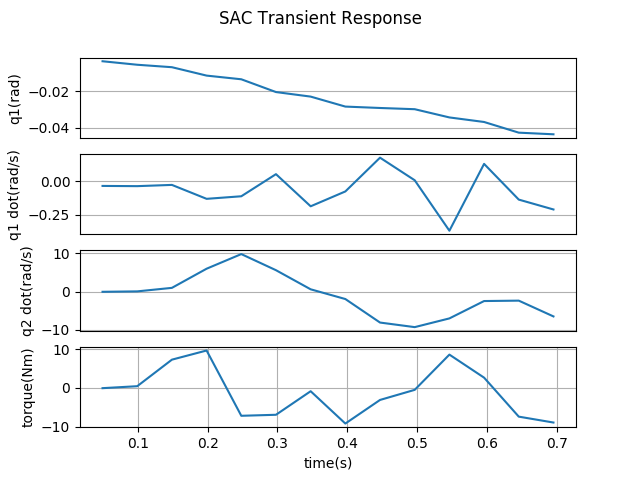 SAC Transient Response
q1(rad)
−0.02
−0.04
q1 dot(rad/s)
0.00
−0.25
q2 dot(rad/s)
10
0
−10
torque(Nm)
10
0
−10
0.1 0.2 0.3 0.4 0.5 0.6 0.7
time(s)